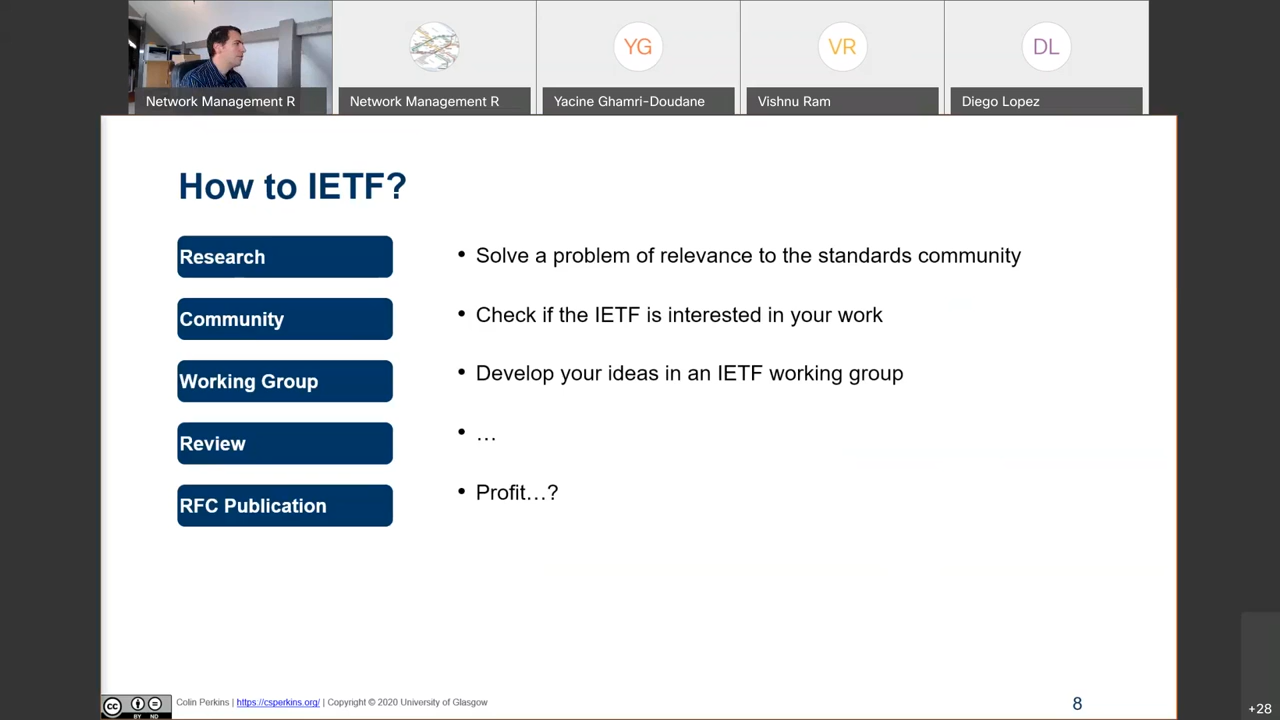 YG
VR
DL
Network Management R
Network Management R
Yacine Ghamri-Doudane
Vishnu Ram
Diego Lopez
How to IETF?
Research
• Solve a problem of relevance to the standards community
Community
• Check if the IETF is interested in your work
Working Group
• Develop your ideas in an IETF working group
Review
• …
RFC Publication
• Profit…?
cc
BY ND
Colin Perkins | https://csperkins.org/ | Copyright © 2020 University of Glasgow
8
+28